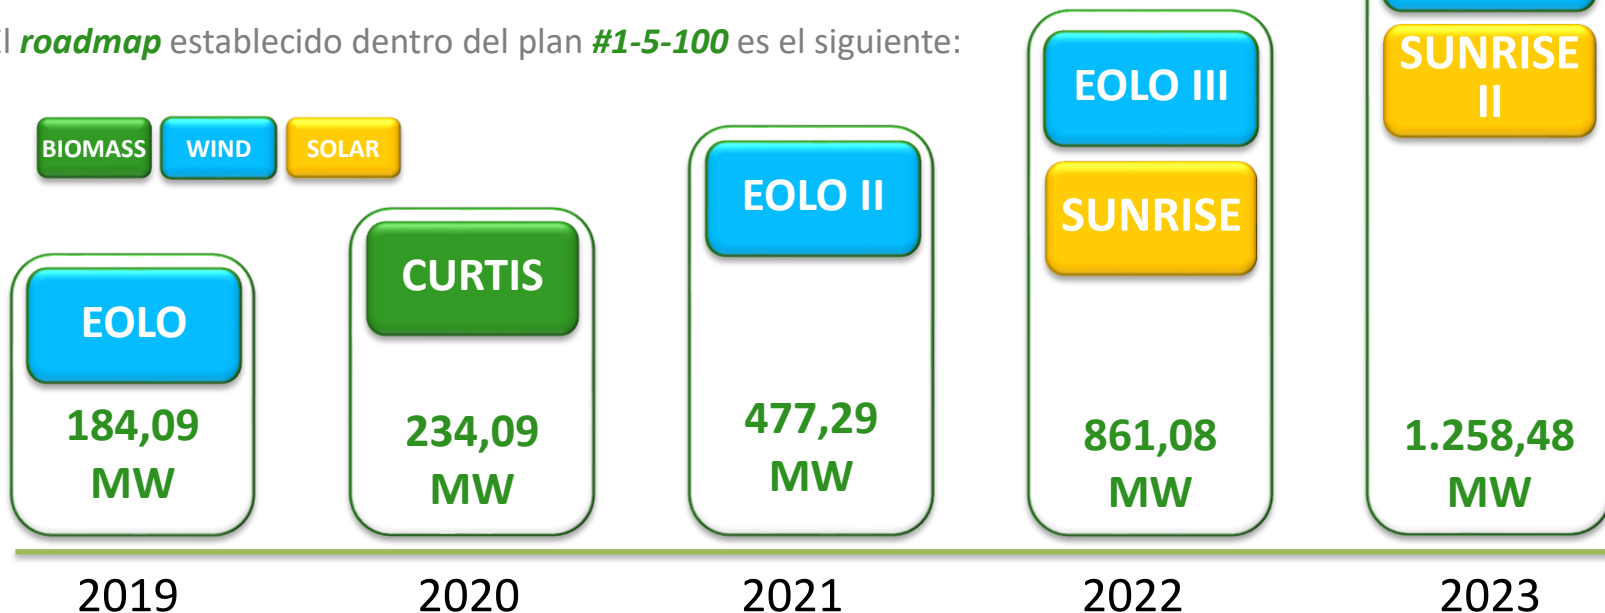 El roadmap establecido dentro del plan #1-5-100 es el siguiente:
BIOMASS
WIND
SOLAR
EOLO
184,09
MW
2019
CURTIS
234,09
MW
2020
EOLO II
477,29
MW
2021
EOLO III
SUNRISE
861,08
MW
2022
SUNRISE
II
1.258,48
MW
2023